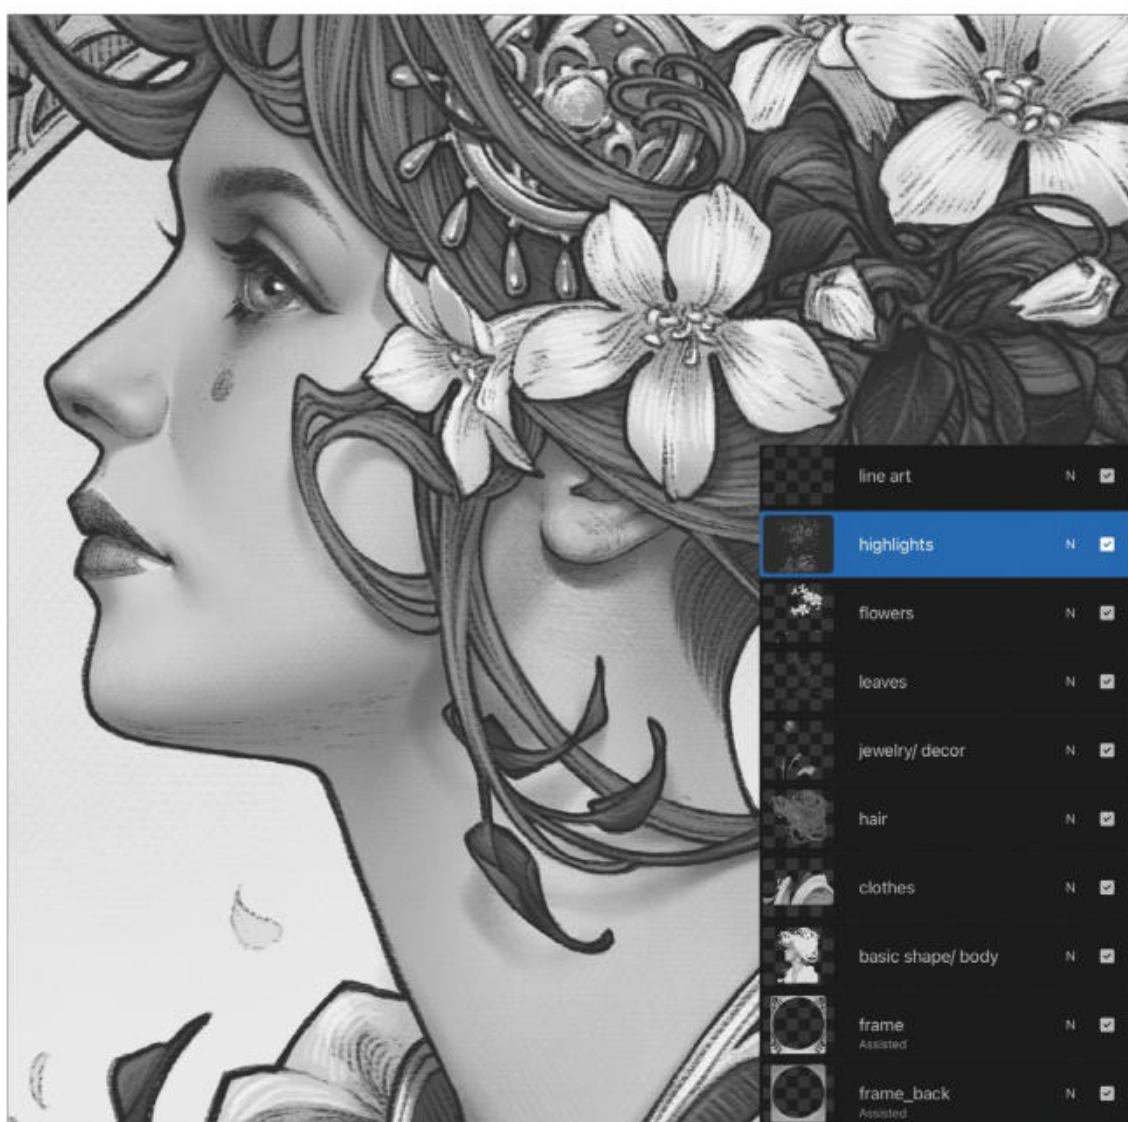 line art N
highlights N
flowers N
leaves N
jewelry/ decor N
hair N
clothes N
basic shape/ body N
frame N
Assisted
frame_back N
Assisted